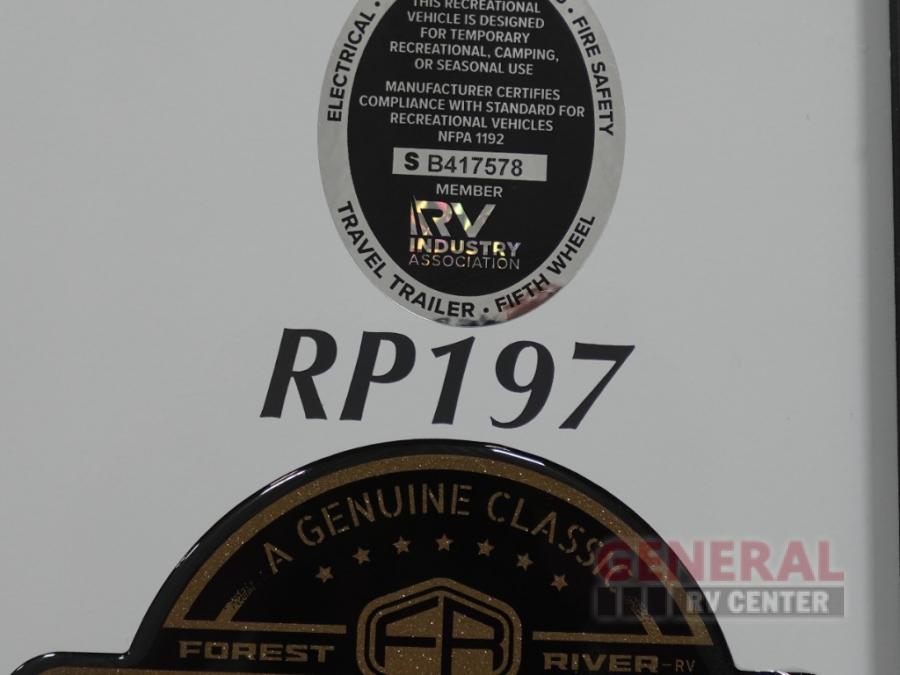 THIS RECREATIONAL
VEHICLE IS DESIGNED
FOR TEMPORARY
RECREATIONAL, CAMPING,
OR SEASONAL USE
MANUFACTURER CERTIFIES
COMPLIANCE WITH STANDARD FOR
RECREATIONAL VEHICLES
NFPA 1192
S B417578
MEMBER
RV
INDUSTRY
ASSOCIATION
ELECTRICAL •
• FIRE SAFETY
TRAVEL TRAILER • FIFTH WHEEL
RP197
A GENUINE CLASSIC
FR
FOREST RIVER-RV
GENERAL
RV CENTER